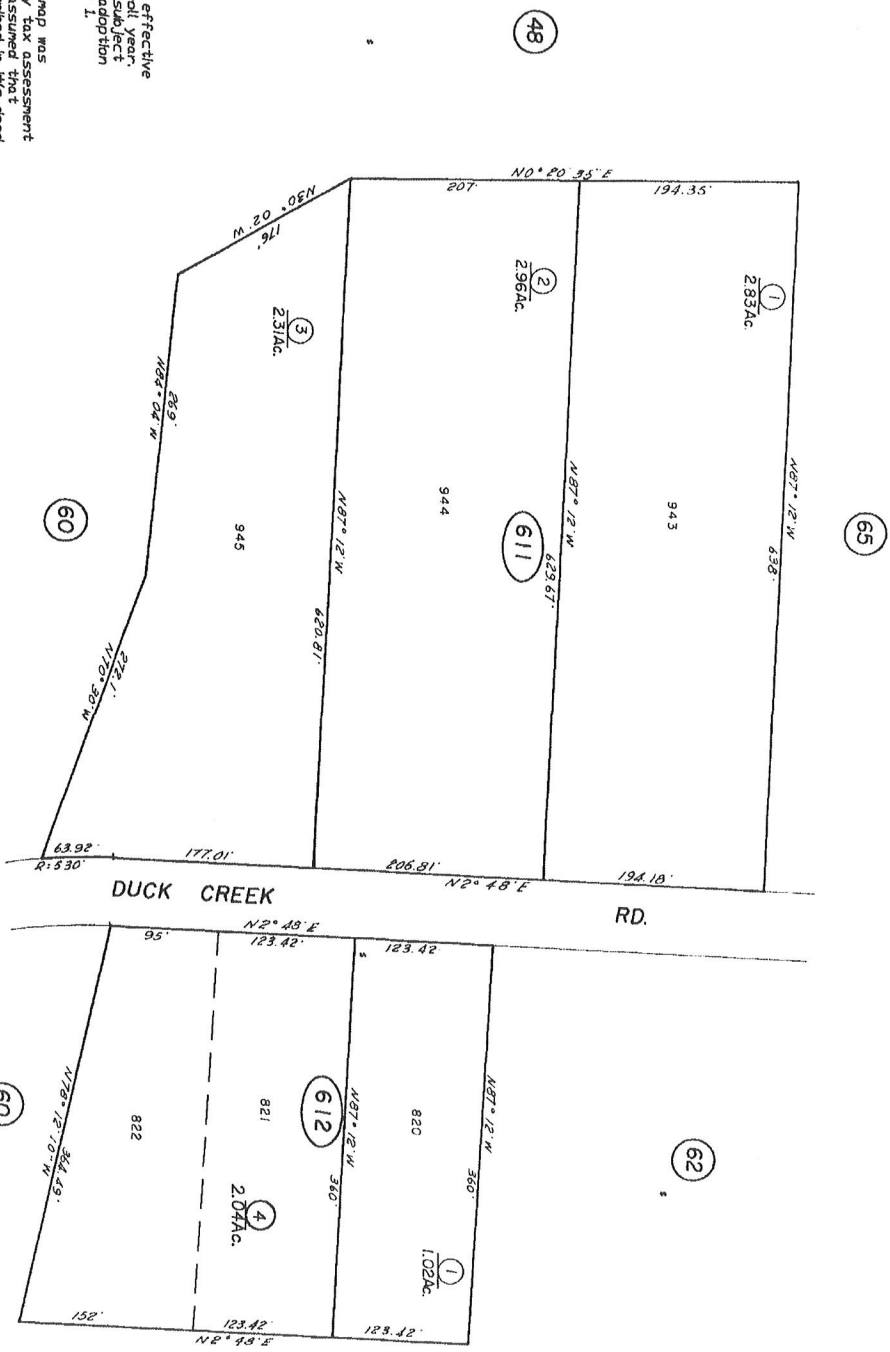 effective
oll year.
subject
adoption
1.
map was
y tax assessment
assumed that
48
65
N0° 20' 35" E
207'
194.35'
1
2.83Ac.
2
2.96Ac.
3
2.31Ac.
N30° 02' W
176'
N87° 12' W
638'
943
N87° 12' W
629.67'
611
944
N87° 12' W
620.81'
945
269'
N84° 04' W
60
272.1'
N70° 30' W
63.92'
R:530'
177.01'
206.81'
N2° 48' E
194.18'
DUCK CREEK RD.
N2° 48' E
95'
123.42'
123.42'
N87° 12' W
360'
820
1
1.02Ac.
62
612
N87° 12' W
360'
821
4
2.04Ac.
822
N78° 12' 10" W
364.49'
60
152'
123.42'
N2° 48' E
123.42'